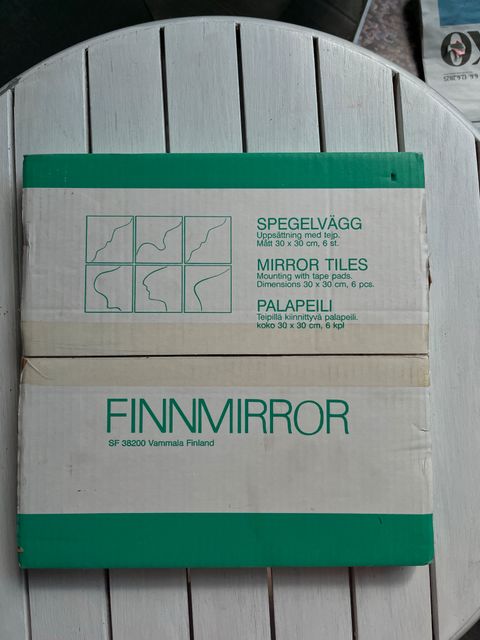 SPEGELVÄGG
Uppsättning med tejp.
Mått 30 x 30 cm, 6 st.
MIRROR TILES
Mounting with tape pads.
Dimensions 30 x 30 cm, 6 pcs.
PALAPEILI
Teipillä kiinnittyvä palapeili.
koko 30 x 30 cm, 6 kpl
FINNMIRROR
SF 38200 Vammala Finland